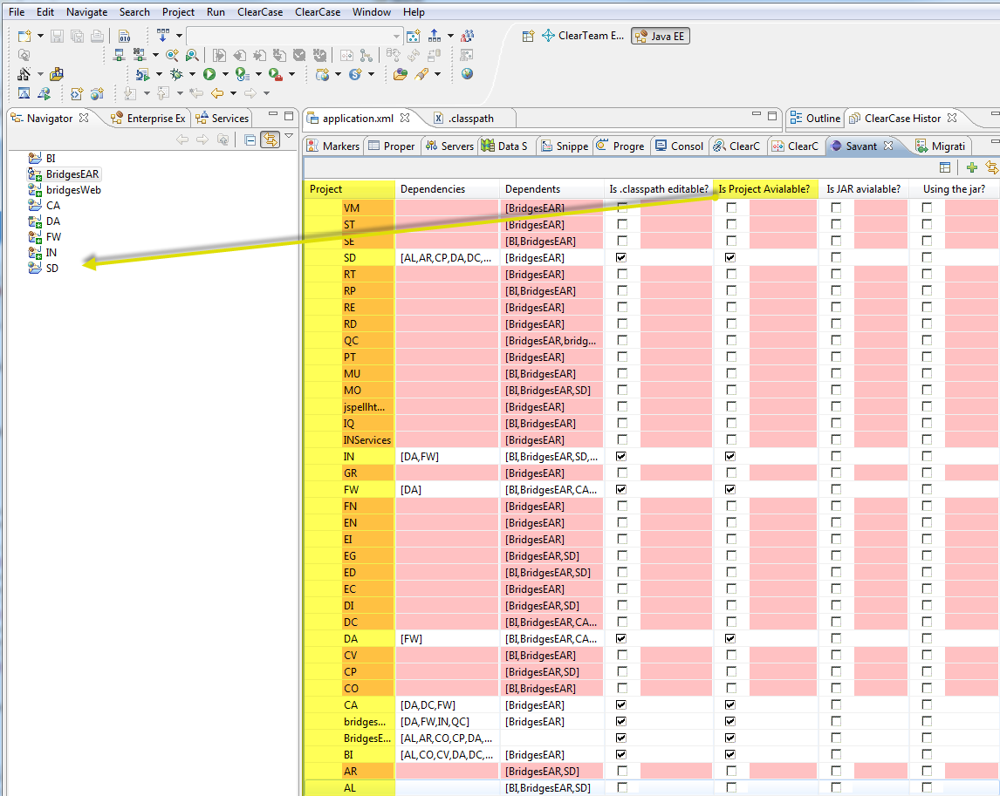 File Edit Navigate Search Project Run ClearCase ClearCase Window Help
010
ClearTeam E... Java EE
Navigator Enterprise Ex Services
application.xml .classpath
Outline ClearCase Histor
Markers Proper Servers Data S Snippe Progre Consol ClearC ClearC Savant Migrati
BI
BridgesEAR
bridgesWeb
CA
DA
FW
IN
SD
Project Dependencies Dependents Is .classpath editable? Is Project Avialable? Is JAR avialable? Using the jar?
VM [BridgesEAR]
ST [BridgesEAR]
SE [BI,BridgesEAR]
SD [AL,AR,CP,DA,DC,... [BridgesEAR]
RT [BridgesEAR]
RP [BI,BridgesEAR]
RE [BridgesEAR]
RD [BridgesEAR]
QC [BridgesEAR,bridg...
PT [BridgesEAR]
MU [BI,BridgesEAR]
MO [BI,BridgesEAR,SD]
jspellht... [BridgesEAR]
IQ [BI,BridgesEAR]
INServices [BridgesEAR]
IN [DA,FW] [BI,BridgesEAR,SD,...
GR [BridgesEAR]
FW [DA] [BI,BridgesEAR,CA...
FN [BridgesEAR]
EN [BridgesEAR]
EI [BridgesEAR]
EG [BridgesEAR,SD]
ED [BI,BridgesEAR,SD]
EC [BridgesEAR]
DI [BridgesEAR,SD]
DC [BI,BridgesEAR,CA...
DA [FW] [BI,BridgesEAR,CA...
CV [BI,BridgesEAR]
CP [BridgesEAR,SD]
CO [BI,BridgesEAR]
CA [DA,DC,FW] [BridgesEAR]
bridges... [DA,FW,IN,QC] [BridgesEAR]
BridgesE... [AL,AR,CO,CP,DA,...
BI [AL,CO,CV,DA,DC,... [BridgesEAR]
AR [BridgesEAR,SD]
AL [BI,BridgesEAR,SD]